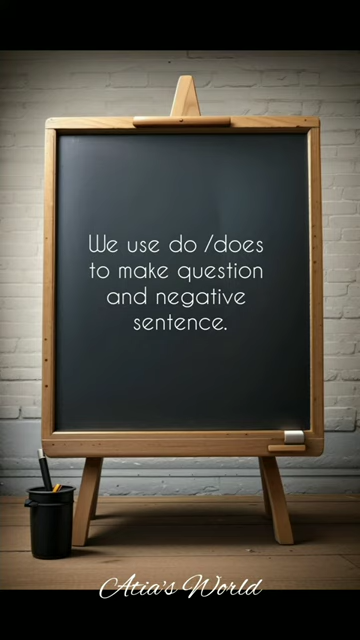 We use do /does
to make question
and negative
sentence.
Atia's World